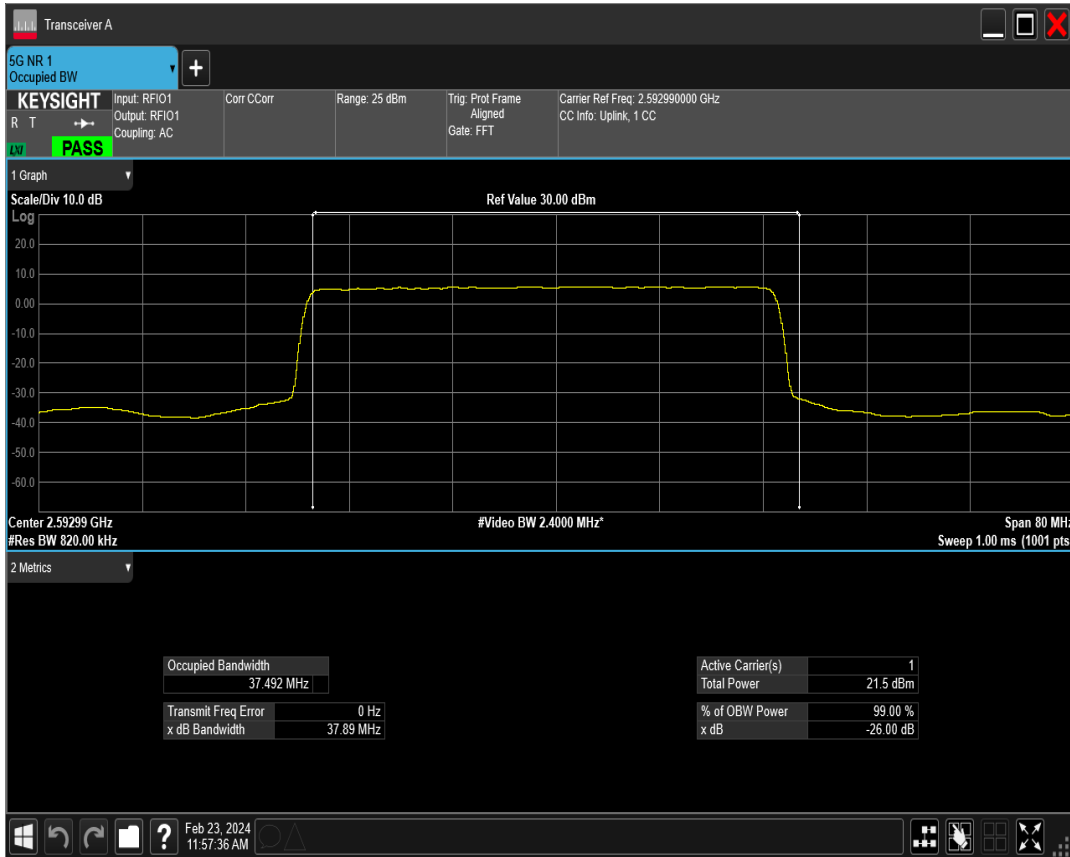 Transceiver A
5G NR 1
Occupied BW
KEYSIGHT
R T
LXI
PASS
Input: RFIO1
Output: RFIO1
Coupling: AC
Corr CCorr
Range: 25 dBm
Trig: Prot Frame
Aligned
Gate: FFT
Carrier Ref Freq: 2.592990000 GHz
CC Info: Uplink, 1 CC
1 Graph
Scale/Div 10.0 dB
Ref Value 30.00 dBm
Log
20.0
10.0
0.00
-10.0
-20.0
-30.0
-40.0
-50.0
-60.0
Center 2.59299 GHz
#Video BW 2.4000 MHz*
Span 80 MHz
#Res BW 820.00 kHz
Sweep 1.00 ms (1001 pts
2 Metrics
Occupied Bandwidth
37.492 MHz
Transmit Freq Error 0 Hz
x dB Bandwidth 37.89 MHz
Active Carrier(s) 1
Total Power 21.5 dBm
% of OBW Power 99.00 %
x dB -26.00 dB
?
Feb 23, 2024
11:57:36 AM